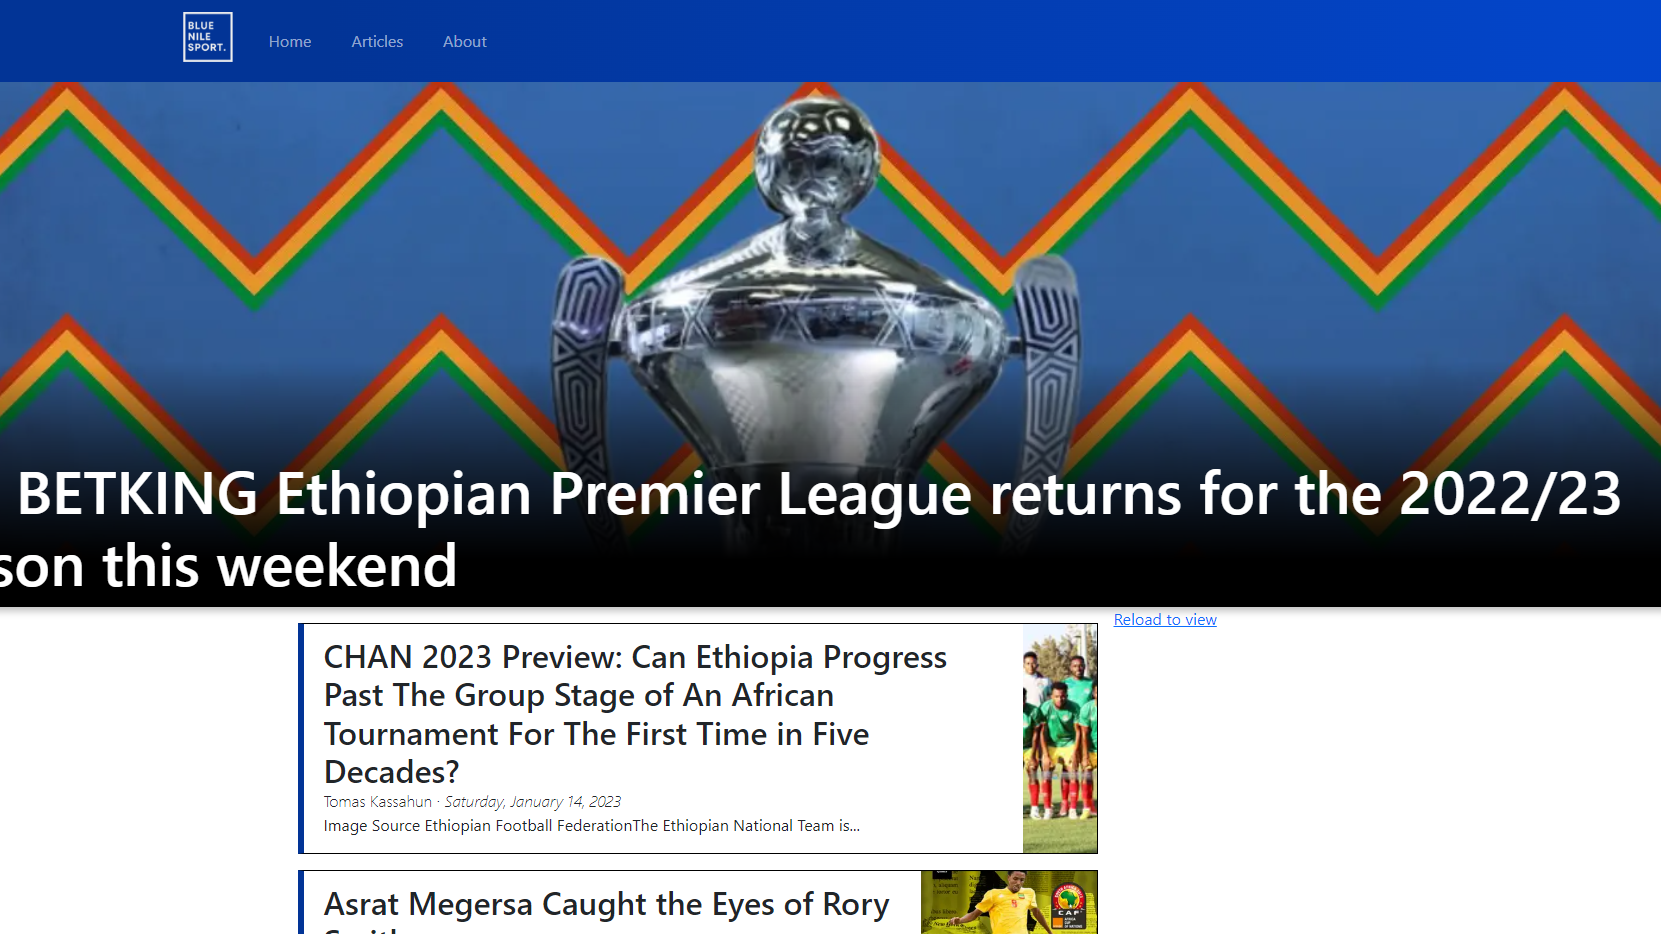 BLUE
NILE
SPORT.
Home
Articles
About
BETKING Ethiopian Premier League returns for the 2022/23
son this weekend
Reload to view
CHAN 2023 Preview: Can Ethiopia Progress
Past The Group Stage of An African
Tournament For The First Time in Five
Decades?
Tomas Kassahun · Saturday, January 14, 2023
Image Source Ethiopian Football FederationThe Ethiopian National Team is...
Asrat Megersa Caught the Eyes of Rory
CAF